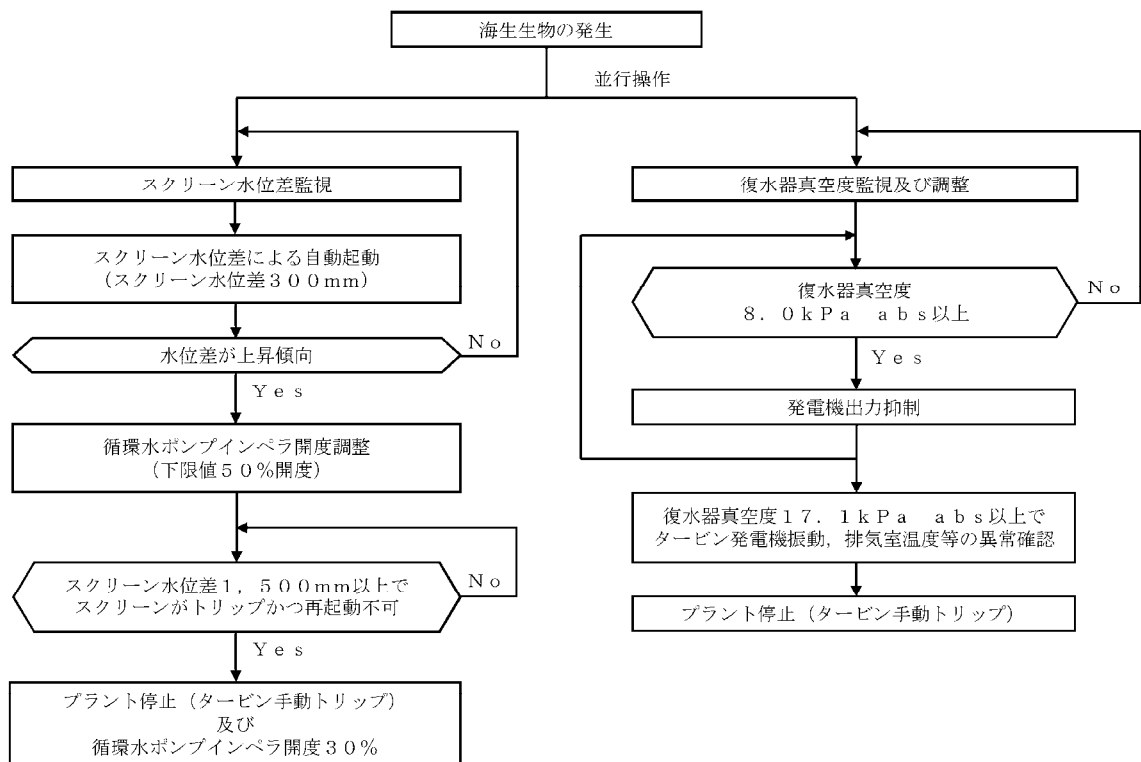 海生生物の発生
並行操作
スクリーン水位差監視
スクリーン水位差による自動起動
(スクリーン水位差300mm)
水位差が上昇傾向
No
Yes
循環水ポンプインペラ開度調整
(下限値50%開度)
スクリーン水位差1,500mm以上で
スクリーンがトリップかつ再起動不可
No
Yes
プラント停止(タービン手動トリップ)
及び
循環水ポンプインペラ開度30%
復水器真空度監視及び調整
復水器真空度
8.0kPa abs以上
No
Yes
発電機出力抑制
復水器真空度17.1kPa abs以上で
タービン発電機振動,排気室温度等の異常確認
プラント停止(タービン手動トリップ)